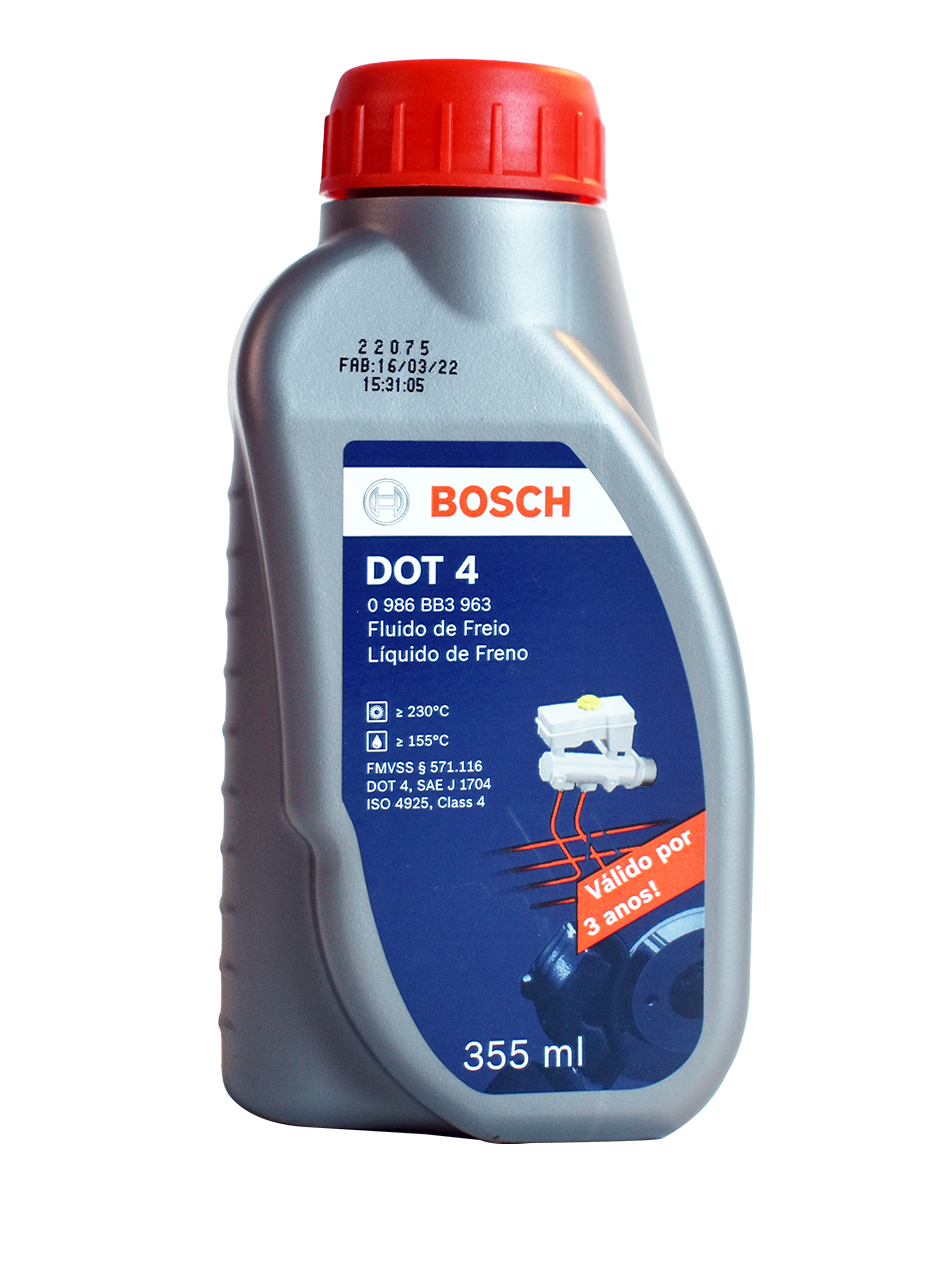 22075
FAB:16/03/22
15:31:05
BOSCH
DOT 4
0 986 BB3 963
Fluido de Freio
Líquido de Freno
≥ 230°C
≥ 155°C
FMVSS § 571.116
DOT 4, SAE J 1704
ISO 4925, Class 4
Válido por
3 anos!
355 ml